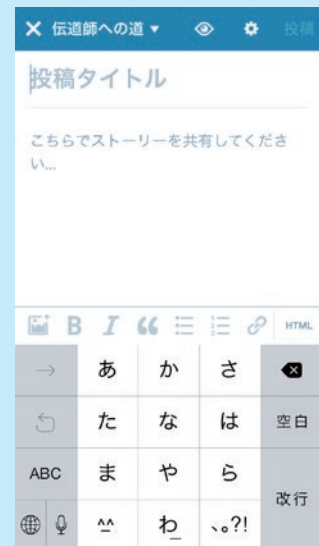 ✕ 伝道師への道 ▼ 投稿
投稿タイトル
こちらでストーリーを共有してくださ
い...
B I “ HTML
→ あ か さ
た な は 空白
ABC ま や ら
改行
^^ わ_ 、。?!